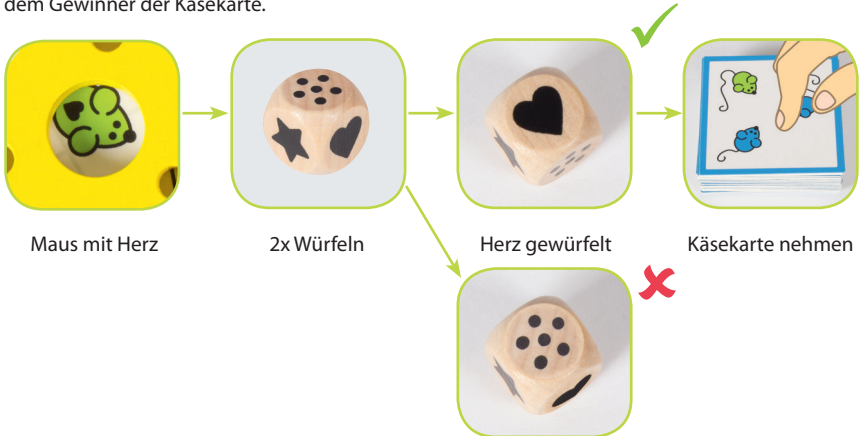 dem Gewinner der Käsekarte.
Maus mit Herz
2x Würfeln
Herz gewürfelt
Käsekarte nehmen